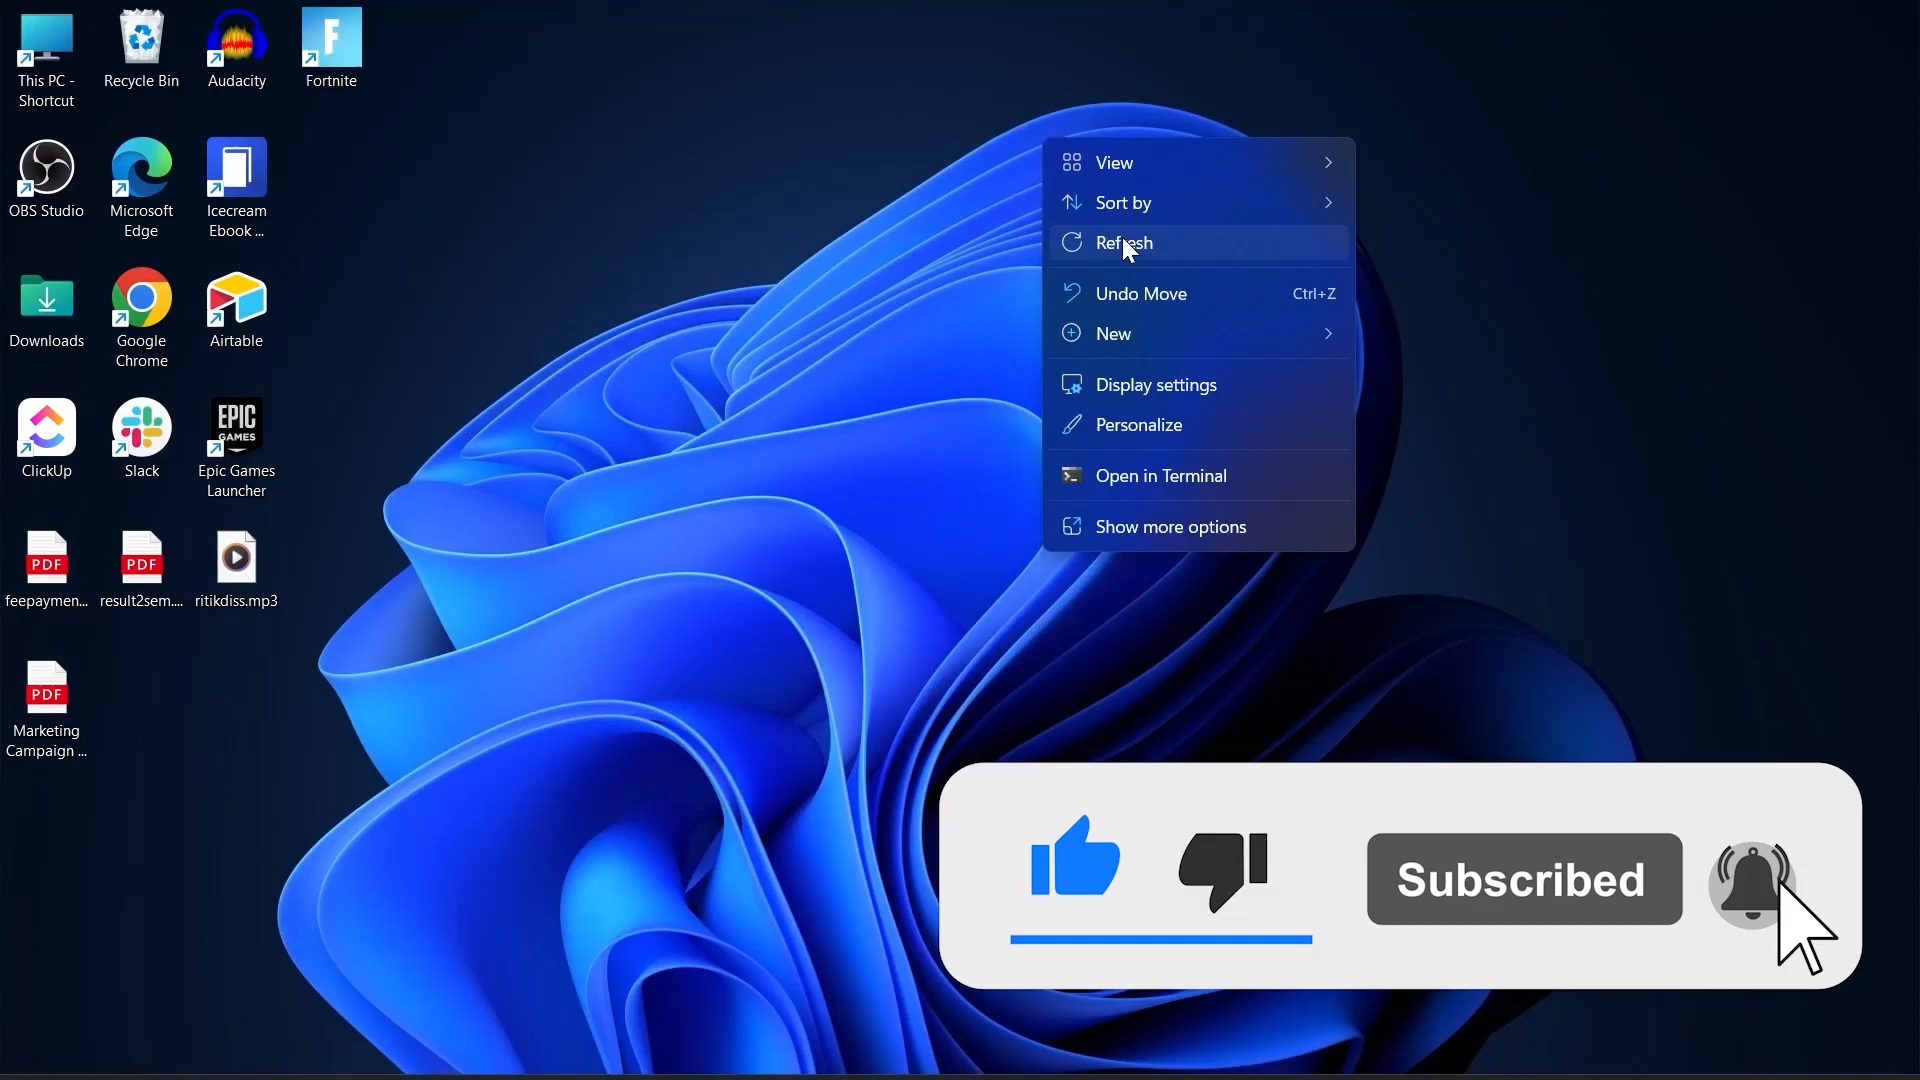 This PC -
Shortcut
Recycle Bin
Audacity
F
Fortnite
OBS Studio
Microsoft
Edge
Icecream
Ebook ...
Downloads
Google
Chrome
Airtable
ClickUp
Slack
EPIC
GAMES
Epic Games
Launcher
PDF
feepaymen...
PDF
result2sem....
ritikdiss.mp3
PDF
Marketing
Campaign ...
View
Sort by
Refresh
Undo Move Ctrl+Z
New
Display settings
Personalize
Open in Terminal
Show more options
Subscribed